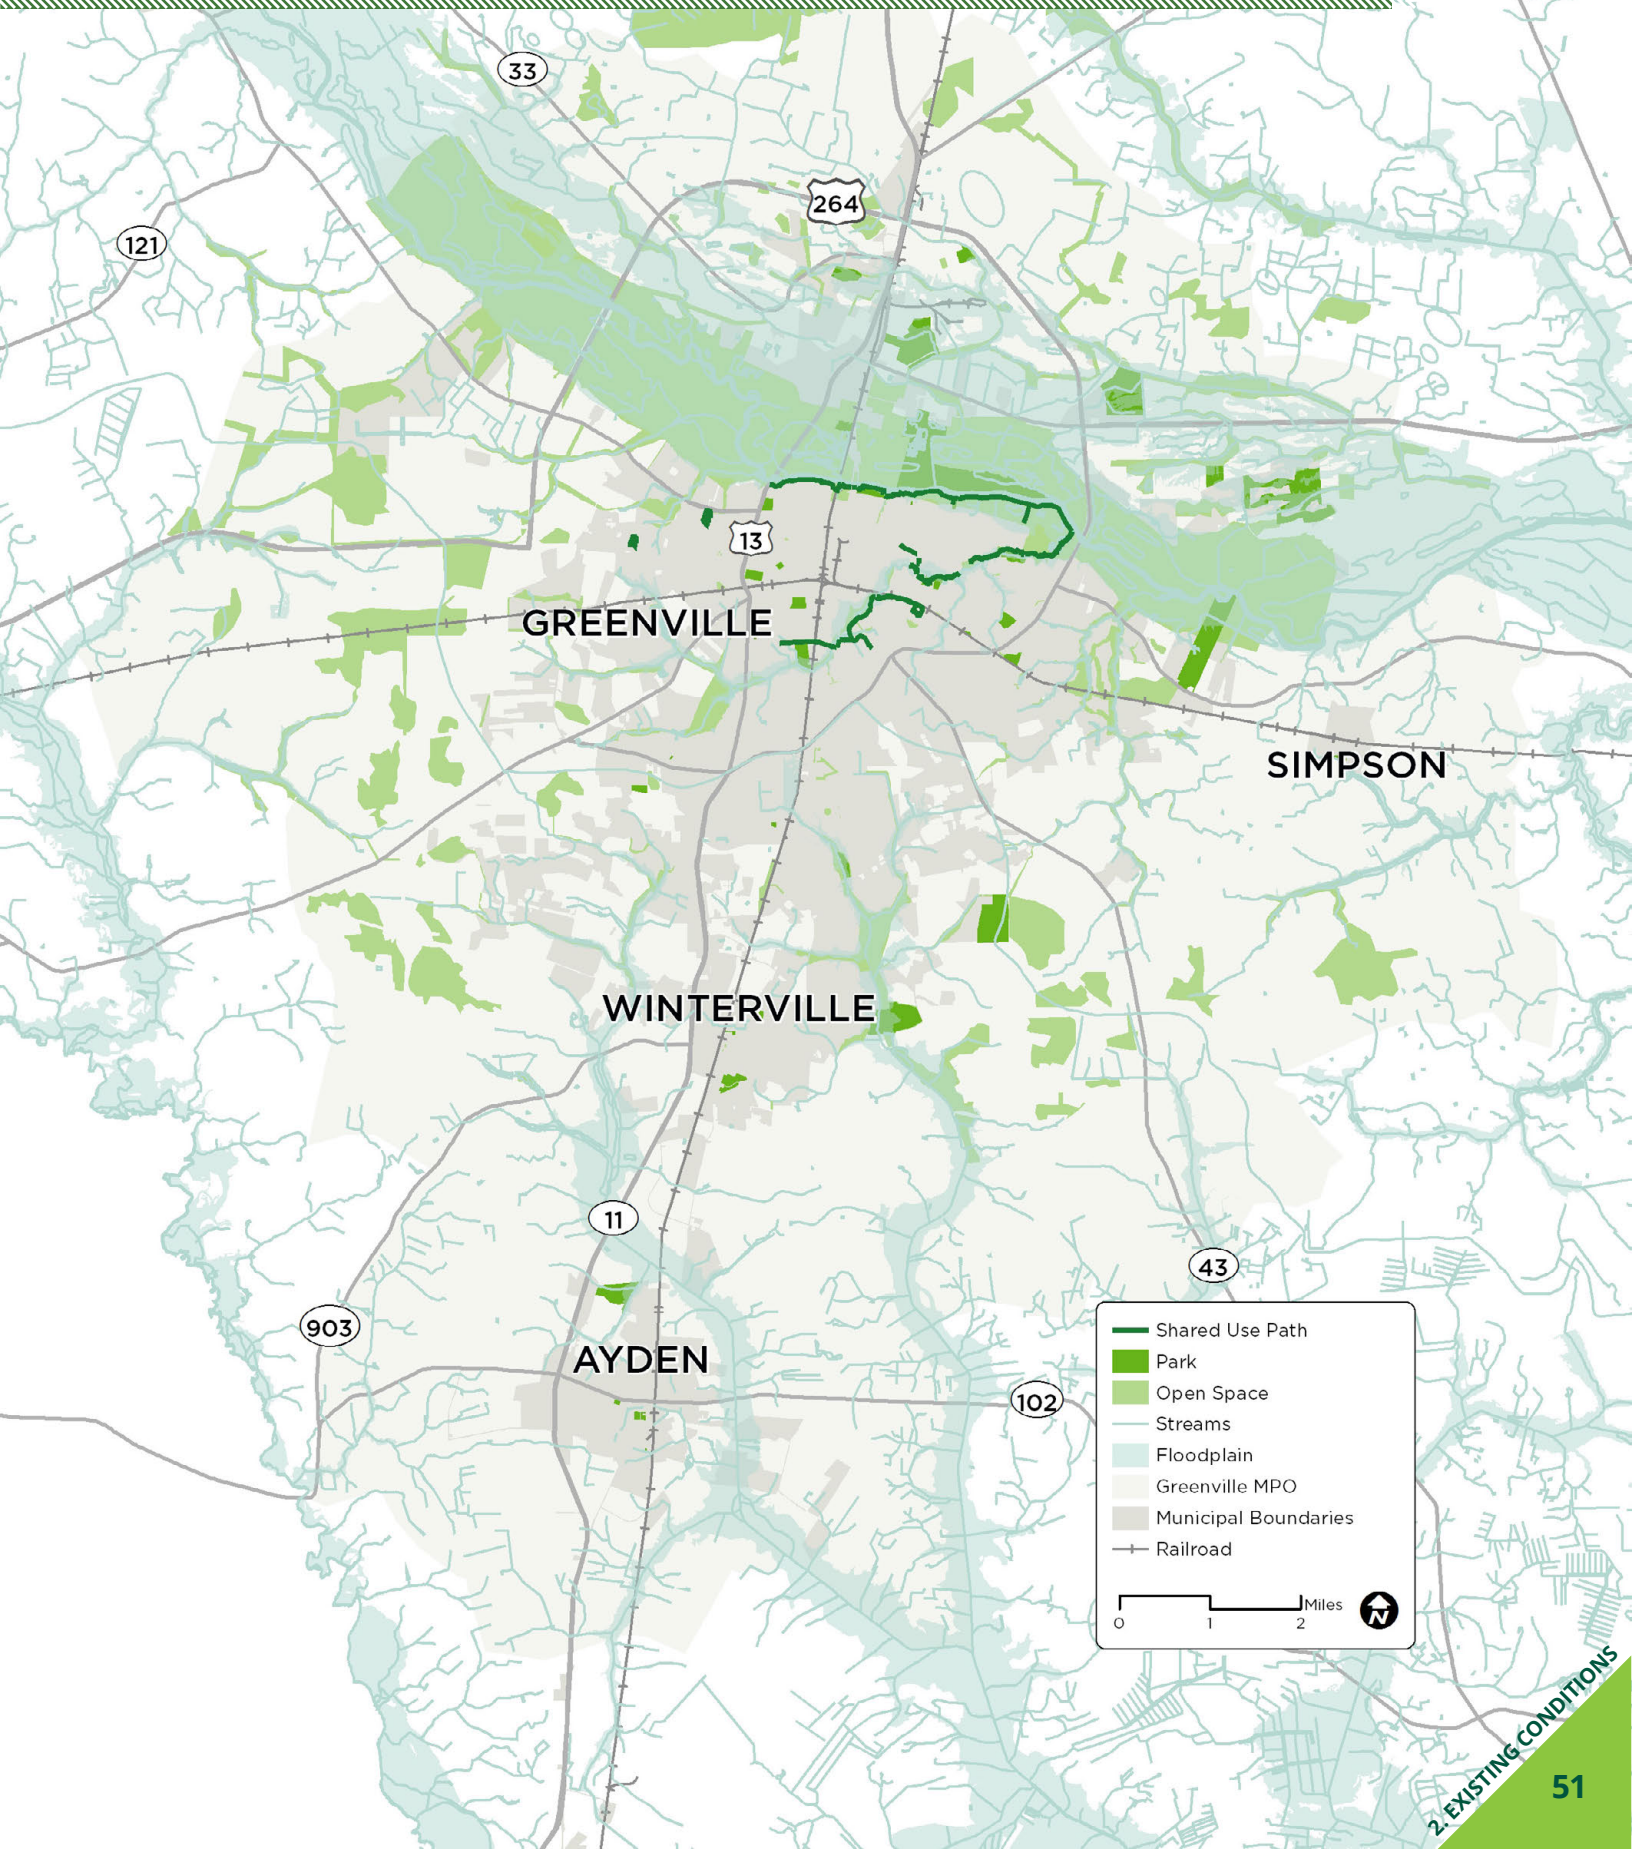 33
264
121
13
GREENVILLE
SIMPSON
WINTERVILLE
11
43
903
AYDEN
102
Shared Use Path
Park
Open Space
Streams
Floodplain
Greenville MPO
Municipal Boundaries
Railroad
Miles
0 1 2
N
2. EXISTING CONDITIONS
51